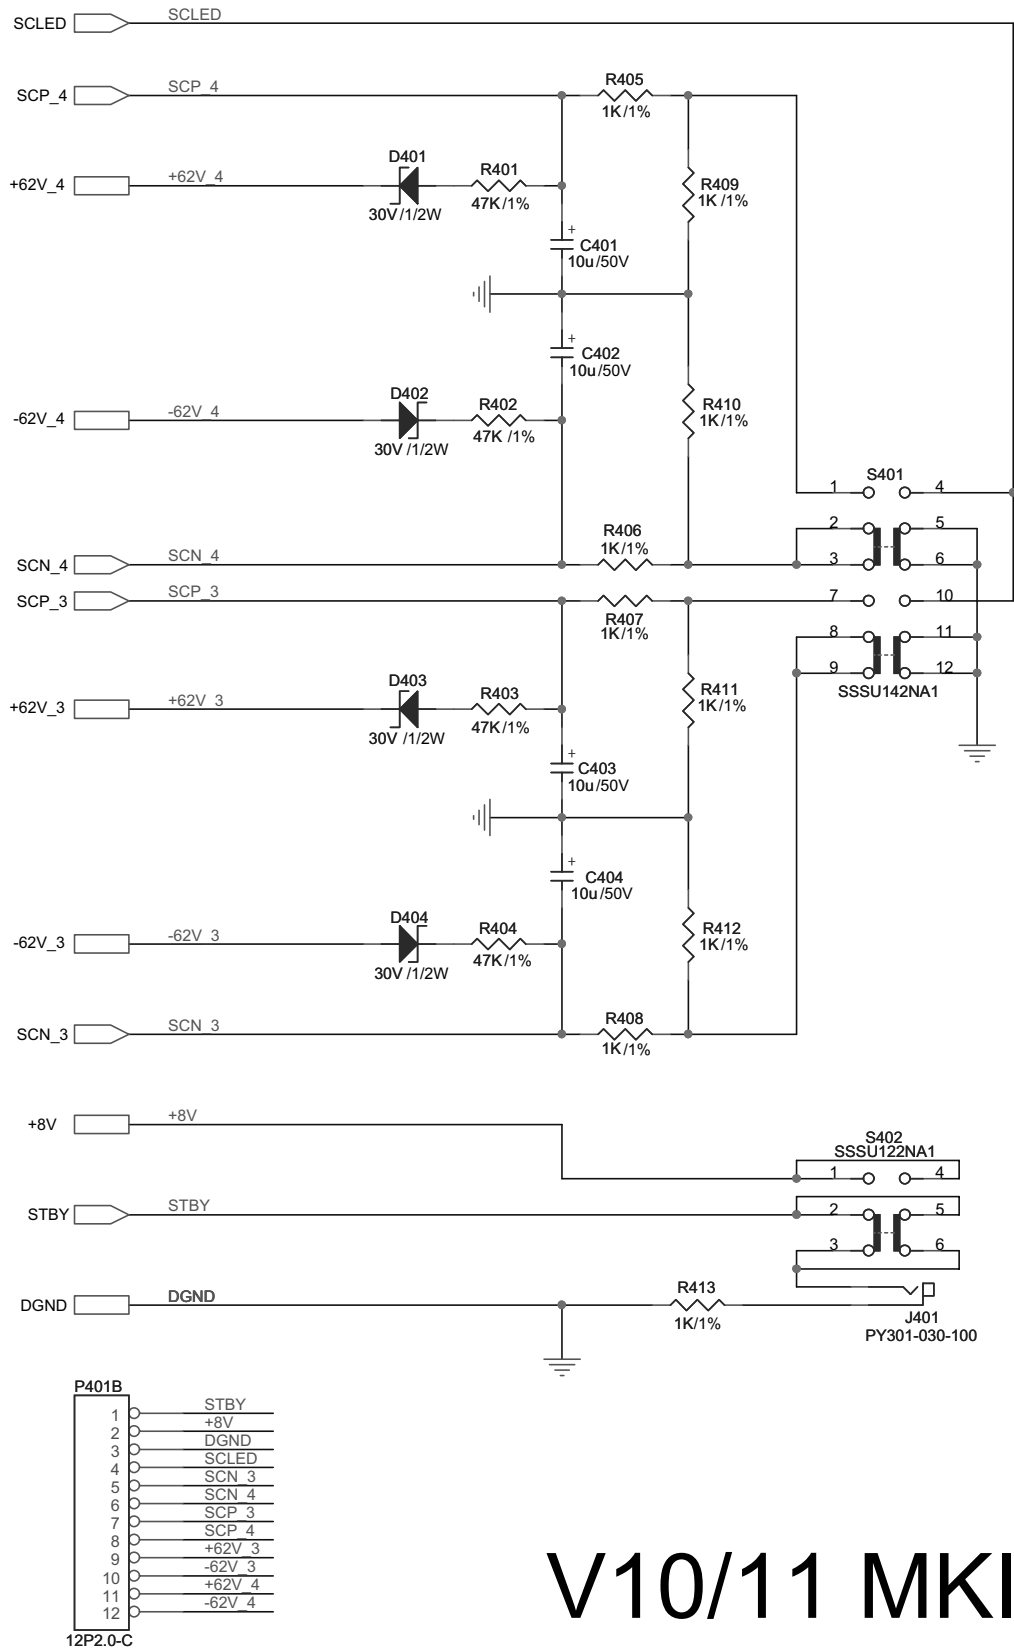 SCLED SCLED
SCP_4 SCP_4
R405
1K/1%
+62V_4 +62V_4
D401
30V/1/2W
R401
47K/1%
R409
1K/1%
+
C401
10u/50V
+
C402
10u/50V
-62V_4 -62V_4
D402
30V/1/2W
R402
47K/1%
R410
1K/1%
S401
1 4
2 5
3 6
SCN_4 SCN_4
R406
1K/1%
SCP_3 SCP_3
R407
1K/1%
7 10
8 11
9 12
SSSU142NA1
+62V_3 +62V_3
D403
30V/1/2W
R403
47K/1%
R411
1K/1%
+
C403
10u/50V
+
C404
10u/50V
-62V_3 -62V_3
D404
30V/1/2W
R404
47K/1%
R412
1K/1%
SCN_3 SCN_3
R408
1K/1%
+8V +8V
S402
SSSU122NA1
1 4
STBY STBY
2 5
3 6
DGND DGND
R413
1K/1%
J401
PY301-030-100
P401B
1 STBY
2 +8V
3 DGND
4 SCLED
5 SCN_3
6 SCN_4
7 SCP_3
8 SCP_4
9 +62V_3
10 -62V_3
11 +62V_4
12 -62V_4
12P2.0-C
V10/11 MKI